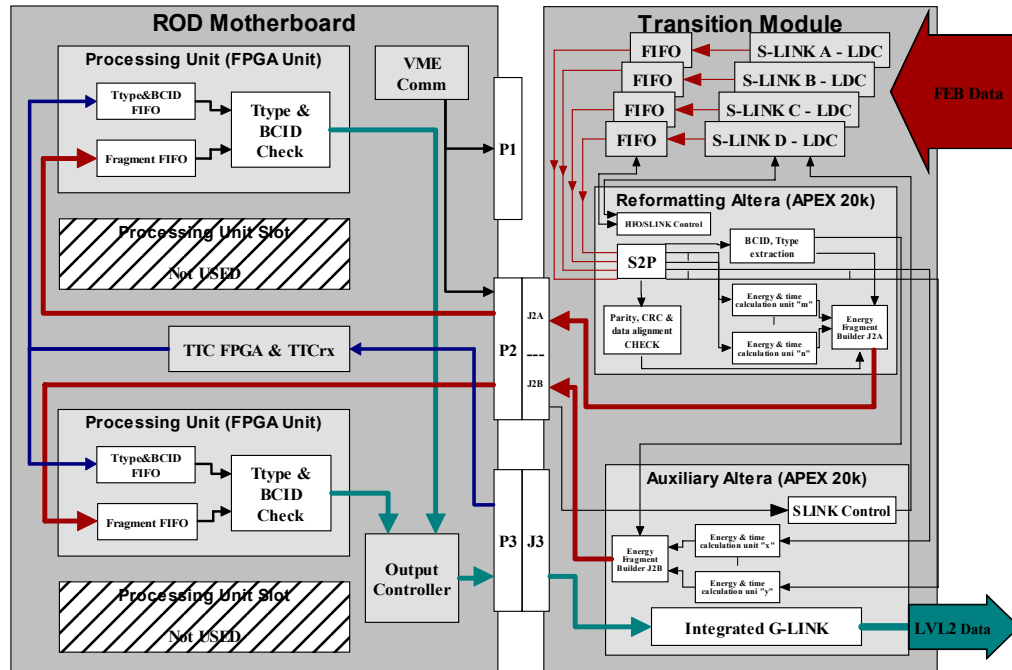 ROD Motherboard
Processing Unit (FPGA Unit)
Ttype&BCID
FIFO
Fragment FIFO
Ttype &
BCID
Check
VME
Comm
Processing Unit Slot
Not USED
TTC FPGA & TTCrx
Processing Unit (FPGA Unit)
Ttype&BCID
FIFO
Fragment FIFO
Ttype &
BCID
Check
Output
Controller
Processing Unit Slot
Not USED
P1
P2
J2A
---
J2B
P3
J3
Transition Module
FIFO
S-LINK A - LDC
FIFO
S-LINK B - LDC
FIFO
S-LINK C - LDC
FIFO
S-LINK D - LDC
FEB Data
Reformatting Altera (APEX 20k)
FIFO/SLINK Control
S2P
BCID, Ttype
extraction
Parity, CRC &
data alignment
CHECK
Energy & time
calculation unit "m"
Energy & time
calculation uni "n"
Energy
Fragment
Builder J2A
Auxiliary Altera (APEX 20k)
SLINK Control
Energy
Fragment
Builder J2B
Energy & time
calculation unit "x"
Energy & time
calculation uni "y"
Integrated G-LINK
LVL2 Data